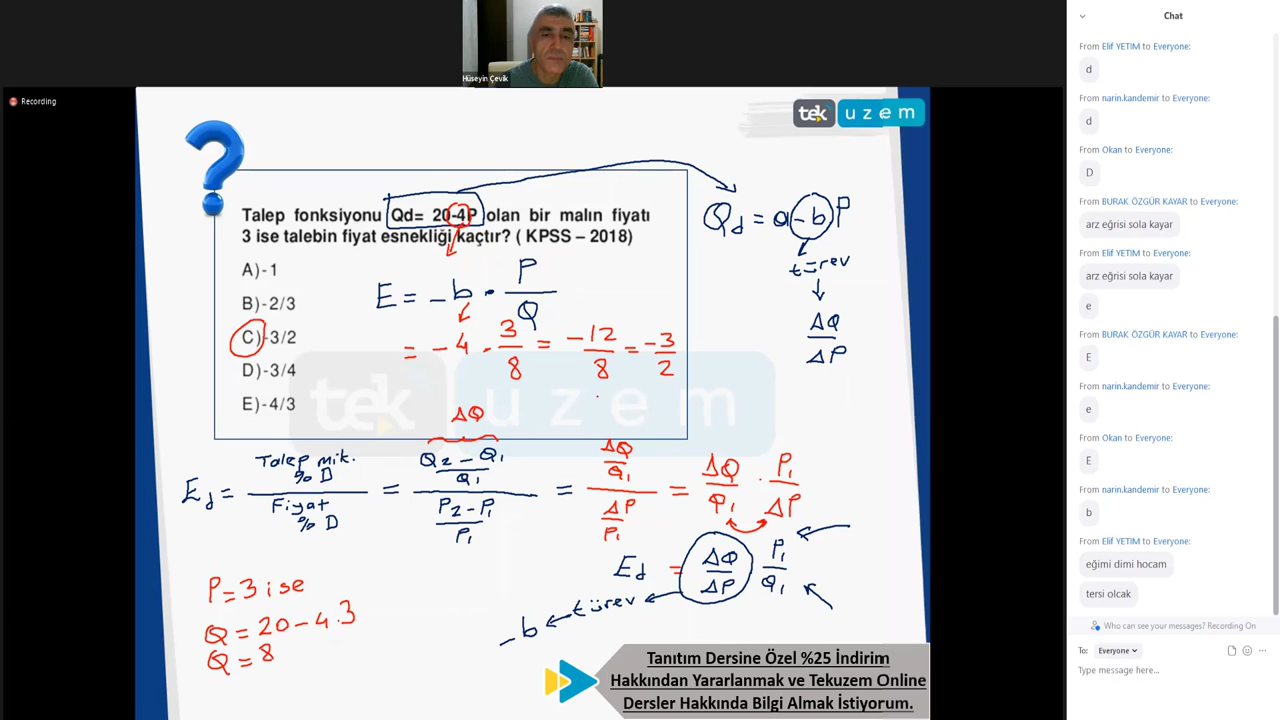 Hüseyin Çevik
Recording
tek uzem
Talep fonksiyonu Qd= 20-4P olan bir malın fiyatı
3 ise talebin fiyat esnekliği kaçtır? ( KPSS – 2018)
A)-1
B)-2/3
C)-3/2
D)-3/4
E)-4/3
Qd = a-bP
t=rev
ΔQ
ΔP
E = -b . P/Q
= -4 . 3/8 = -12/8 = -3/2
tek uzem
ΔQ
Ed = Talep mik. % D / Fiyat % D = (Q2 - Q1 / Q1) / (P2 - P1 / P1) = (ΔQ / Q1) / (ΔP / P1) = ΔQ / Q1 . P1 / ΔP
Ed = ΔQ / ΔP P1 / Q1
türev
-b
P=3 ise
Q = 20-4.3
Q = 8
Tanıtım Dersine Özel %25 İndirim
Hakkından Yararlanmak ve Tekuzem Online
Dersler Hakkında Bilgi Almak İstiyorum.
Chat
From Elif YETİM to Everyone:
d
From narin.kandemir to Everyone:
d
From Okan to Everyone:
D
From BURAK ÖZGÜR KAYAR to Everyone:
arz eğrisi sola kayar
From Elif YETİM to Everyone:
arz eğrisi sola kayar
e
From BURAK ÖZGÜR KAYAR to Everyone:
E
From narin.kandemir to Everyone:
e
From Okan to Everyone:
E
From narin.kandemir to Everyone:
b
From Elif YETİM to Everyone:
eğimi dimi hocam
tersi olcak
Who can see your messages? Recording On
To: Everyone
Type message here...